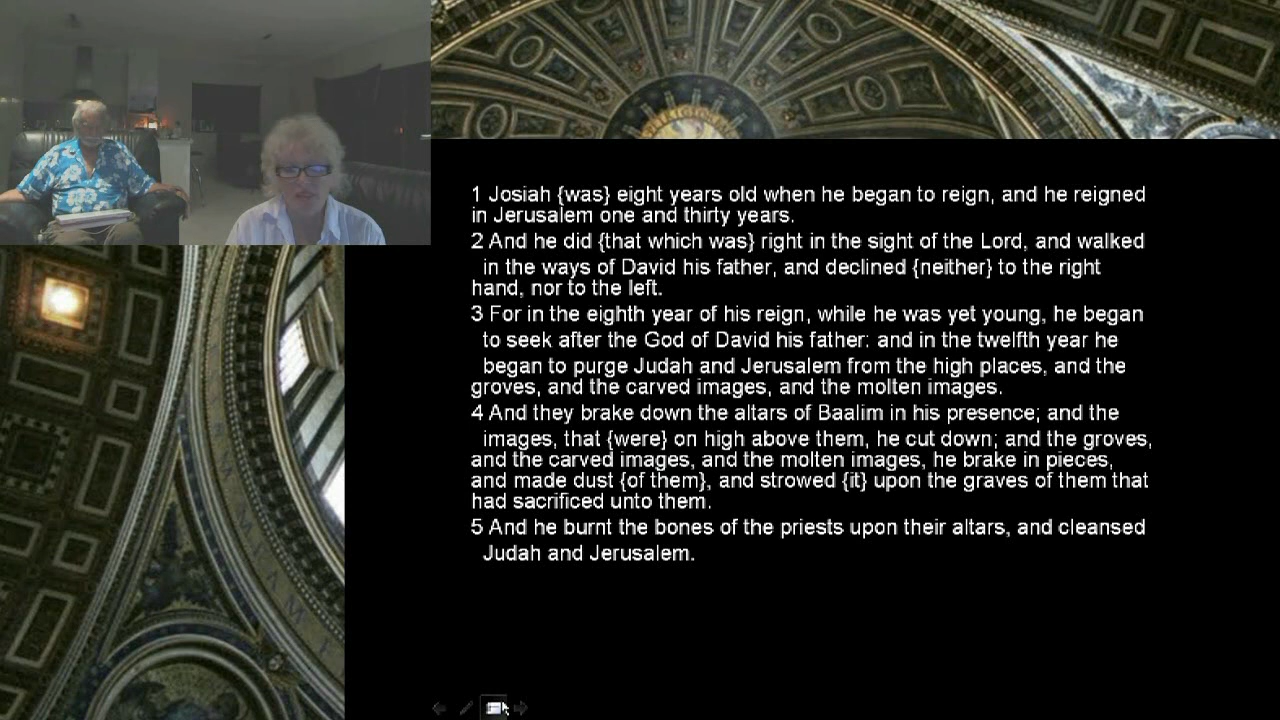 1 Josiah {was} eight years old when he began to reign, and he reigned
in Jerusalem one and thirty years.
2 And he did {that which was} right in the sight of the Lord, and walked
in the ways of David his father, and declined {neither} to the right
hand, nor to the left.
3 For in the eighth year of his reign, while he was yet young, he began
to seek after the God of David his father: and in the twelfth year he
began to purge Judah and Jerusalem from the high places, and the
groves, and the carved images, and the molten images.
4 And they brake down the altars of Baalim in his presence; and the
images, that {were} on high above them, he cut down; and the groves,
and the carved images, and the molten images, he brake in pieces,
and made dust {of them}, and strowed {it} upon the graves of them that
had sacrificed unto them.
5 And he burnt the bones of the priests upon their altars, and cleansed
Judah and Jerusalem.